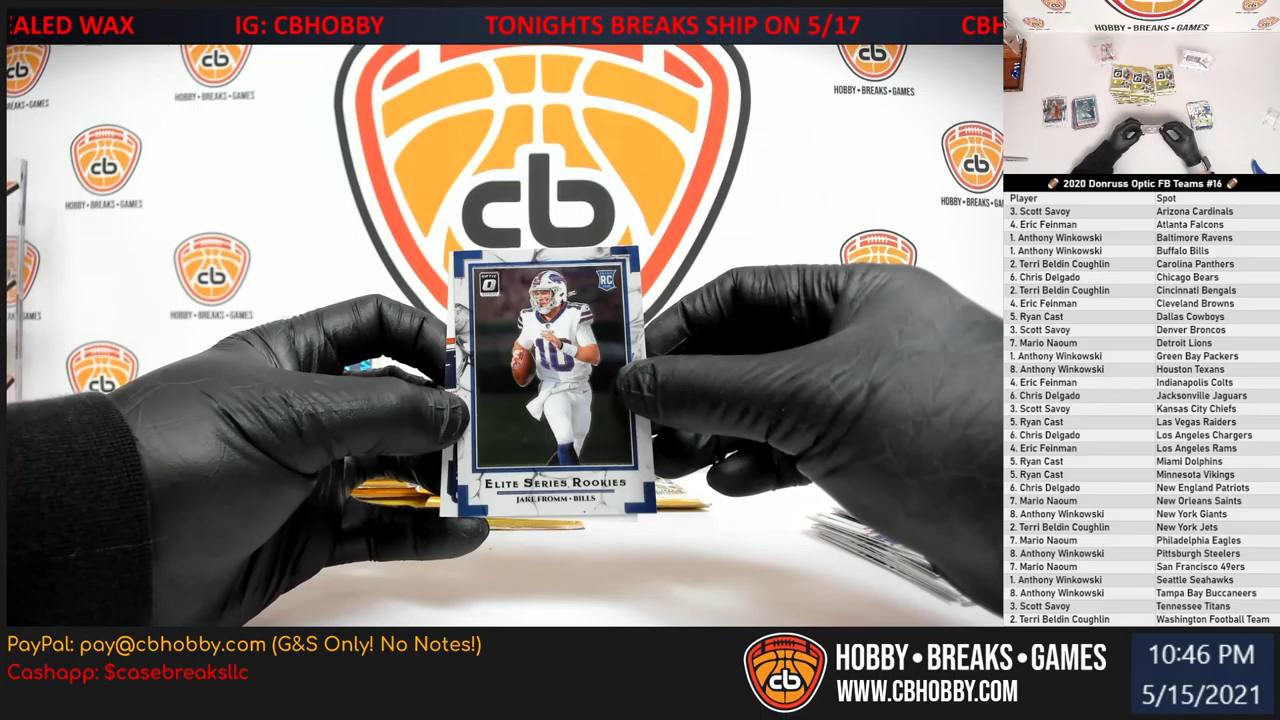 EALED WAX IG: CBHOBBY TONIGHTS BREAKS SHIP ON 5/17 CBH
HOBBY • BREAKS • GAMES
HOBBY • BREAKS • GAMES
HOBBY • BREAKS • GAMES
HOBBY • BREAKS • GAMES
HOBBY • BREAKS • GAMES
HOBBY • BREAKS • GAMES
cb
OPTIC
RC
10
ELITE SERIES ROOKIES
JAKE FROMM • BILLS
HOBBY • BREAKS • GAMES
2020 Donruss Optic FB Teams #16
Player Spot
3. Scott Savoy Arizona Cardinals
4. Eric Feinman Atlanta Falcons
1. Anthony Winkowski Baltimore Ravens
1. Anthony Winkowski Buffalo Bills
2. Terri Beldin Coughlin Carolina Panthers
6. Chris Delgado Chicago Bears
2. Terri Beldin Coughlin Cincinnati Bengals
4. Eric Feinman Cleveland Browns
5. Ryan Cast Dallas Cowboys
3. Scott Savoy Denver Broncos
7. Mario Naoum Detroit Lions
1. Anthony Winkowski Green Bay Packers
8. Anthony Winkowski Houston Texans
4. Eric Feinman Indianapolis Colts
6. Chris Delgado Jacksonville Jaguars
3. Scott Savoy Kansas City Chiefs
5. Ryan Cast Las Vegas Raiders
6. Chris Delgado Los Angeles Chargers
4. Eric Feinman Los Angeles Rams
5. Ryan Cast Miami Dolphins
5. Ryan Cast Minnesota Vikings
6. Chris Delgado New England Patriots
7. Mario Naoum New Orleans Saints
8. Anthony Winkowski New York Giants
2. Terri Beldin Coughlin New York Jets
7. Mario Naoum Philadelphia Eagles
8. Anthony Winkowski Pittsburgh Steelers
7. Mario Naoum San Francisco 49ers
1. Anthony Winkowski Seattle Seahawks
8. Anthony Winkowski Tampa Bay Buccaneers
3. Scott Savoy Tennessee Titans
2. Terri Beldin Coughlin Washington Football Team
PayPal: pay@cbhobby.com (G&S Only! No Notes!)
Cashapp: $casebreaksllc
cb
HOBBY • BREAKS • GAMES
WWW.CBHOBBY.COM
10:46 PM
5/15/2021